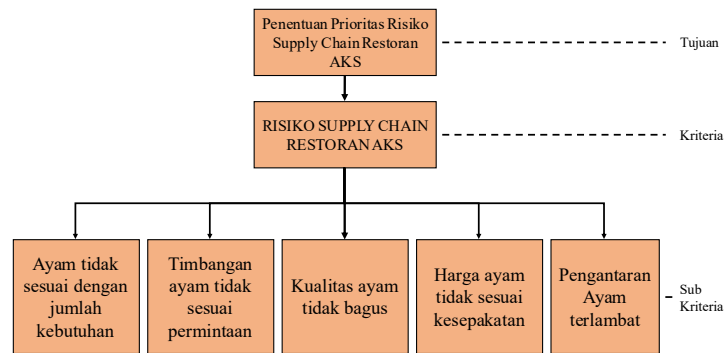 Penentuan Prioritas Risiko
Supply Chain Restoran
AKS
Tujuan
RISIKO SUPPLY CHAIN
RESTORAN AKS
Kriteria
Ayam tidak
sesuai dengan
jumlah
kebutuhan
Timbangan
ayam tidak
sesuai
permintaan
Kualitas ayam
tidak bagus
Harga ayam
tidak sesuai
kesepakatan
Pengantaran
Ayam
terlambat
Sub
Kriteria